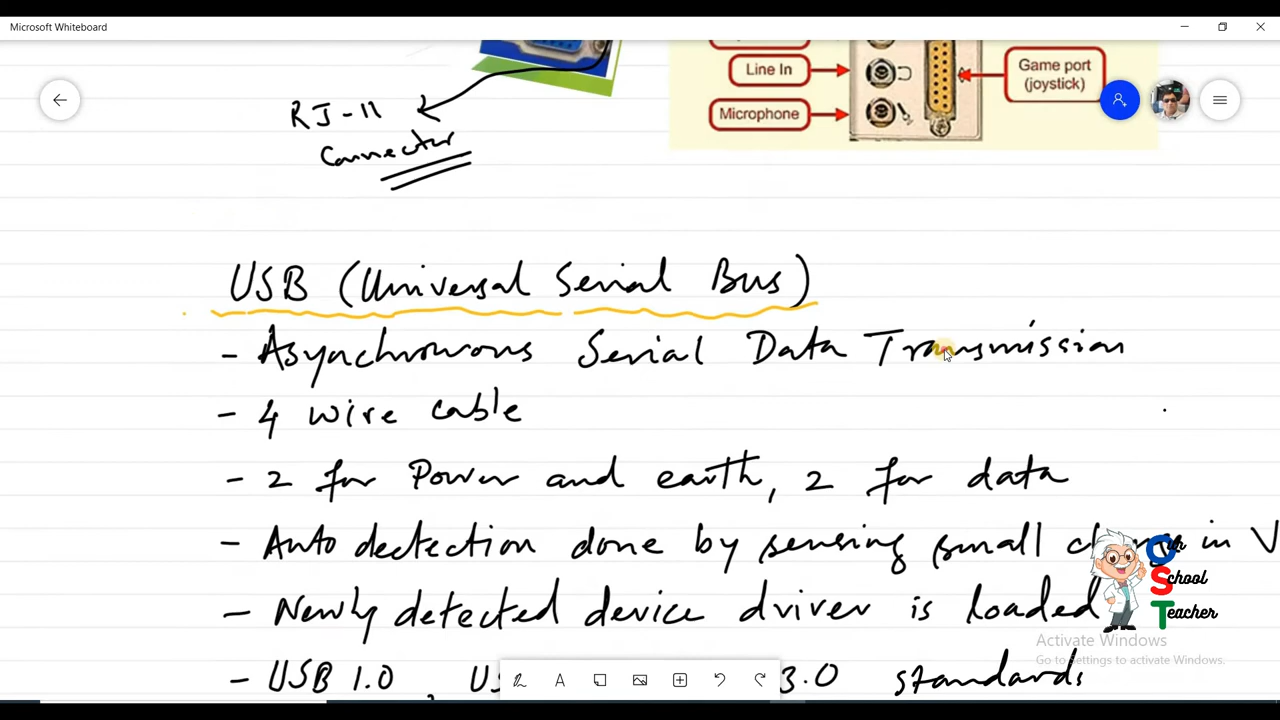 Microsoft Whiteboard
Line In
Game port
(joystick)
Microphone
RJ-11
Connector
USB (Universal Serial Bus)
- Asynchronous Serial Data Transmission
- 4 wire cable
- 2 for Power and earth, 2 for data
- Auto dectection done by sensing small change in V
- Newly detected device driver is loaded
- USB 1.0, US 3.0 standards
School
Teacher
Activate Windows
Go to Settings to activate Windows.